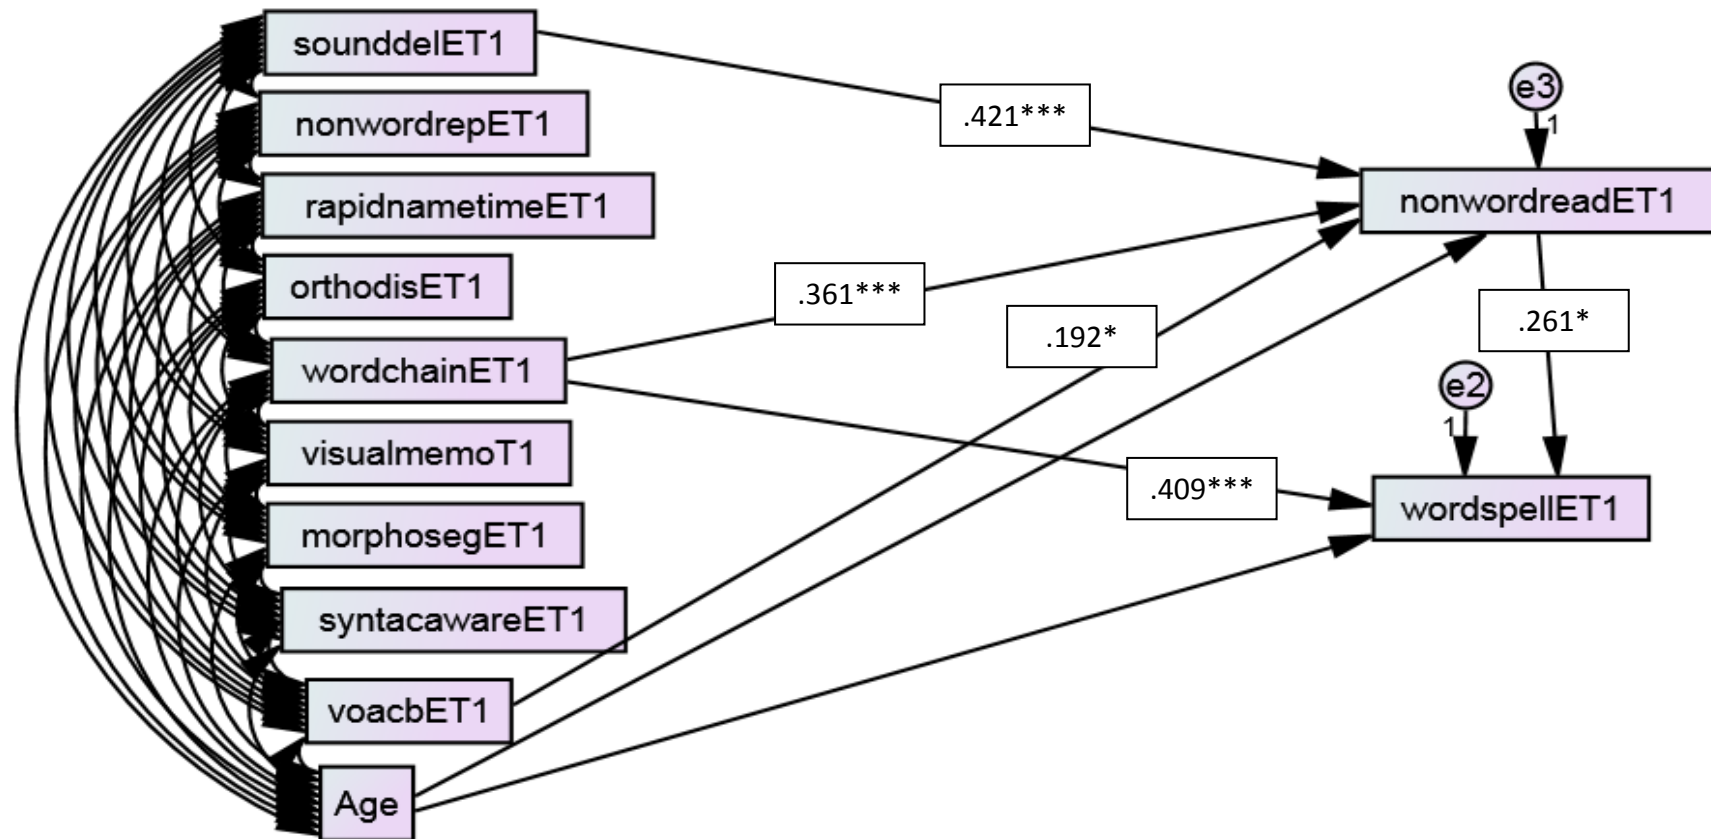 sounddelET1
nonwordrepET1
rapidnametimeET1
orthodisET1
wordchainET1
visualmemoT1
morphosegET1
syntacawareET1
voacbET1
Age
.421***
.361***
.192*
.409***
e3
1
nonwordreadET1
.261*
e2
1
wordspellET1